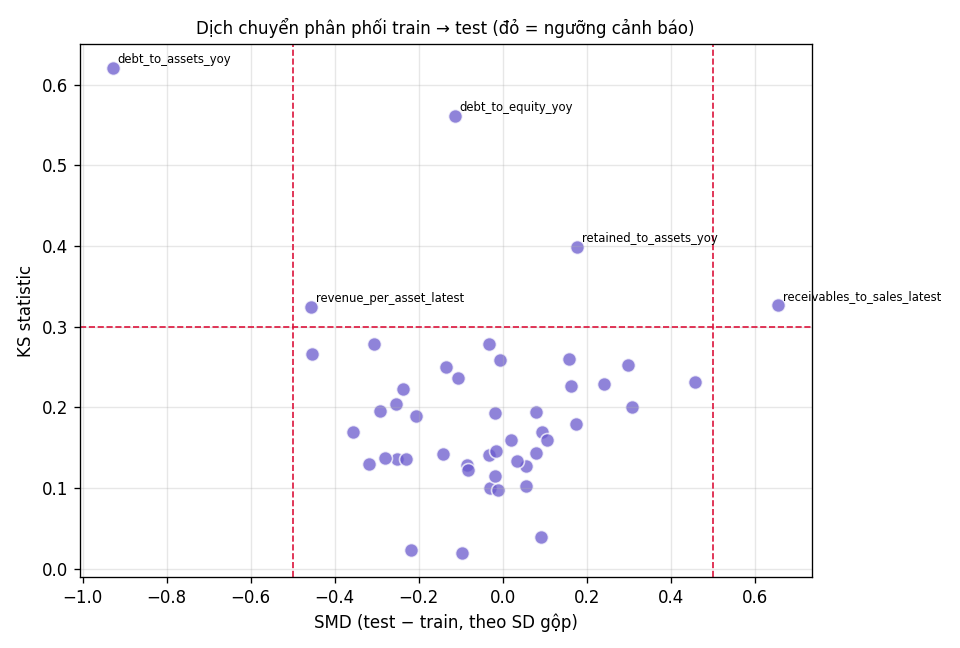 Dịch chuyển phân phối train → test (đỏ = ngưỡng cảnh báo)
debt_to_assets_yoy
debt_to_equity_yoy
retained_to_assets_yoy
revenue_per_asset_latest
receivables_to_sales_latest
KS statistic
0.6
0.5
0.4
0.3
0.2
0.1
0.0
−1.0 −0.8 −0.6 −0.4 −0.2 0.0 0.2 0.4 0.6
SMD (test − train, theo SD gộp)